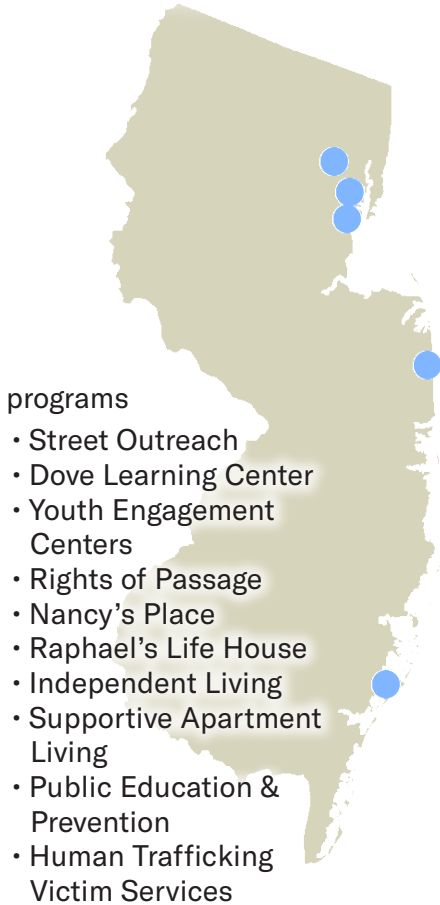 programs
• Street Outreach
• Dove Learning Center
• Youth Engagement
Centers
• Rights of Passage
• Nancy’s Place
• Raphael’s Life House
• Independent Living
• Supportive Apartment
Living
• Public Education &
Prevention
• Human Trafficking
Victim Services